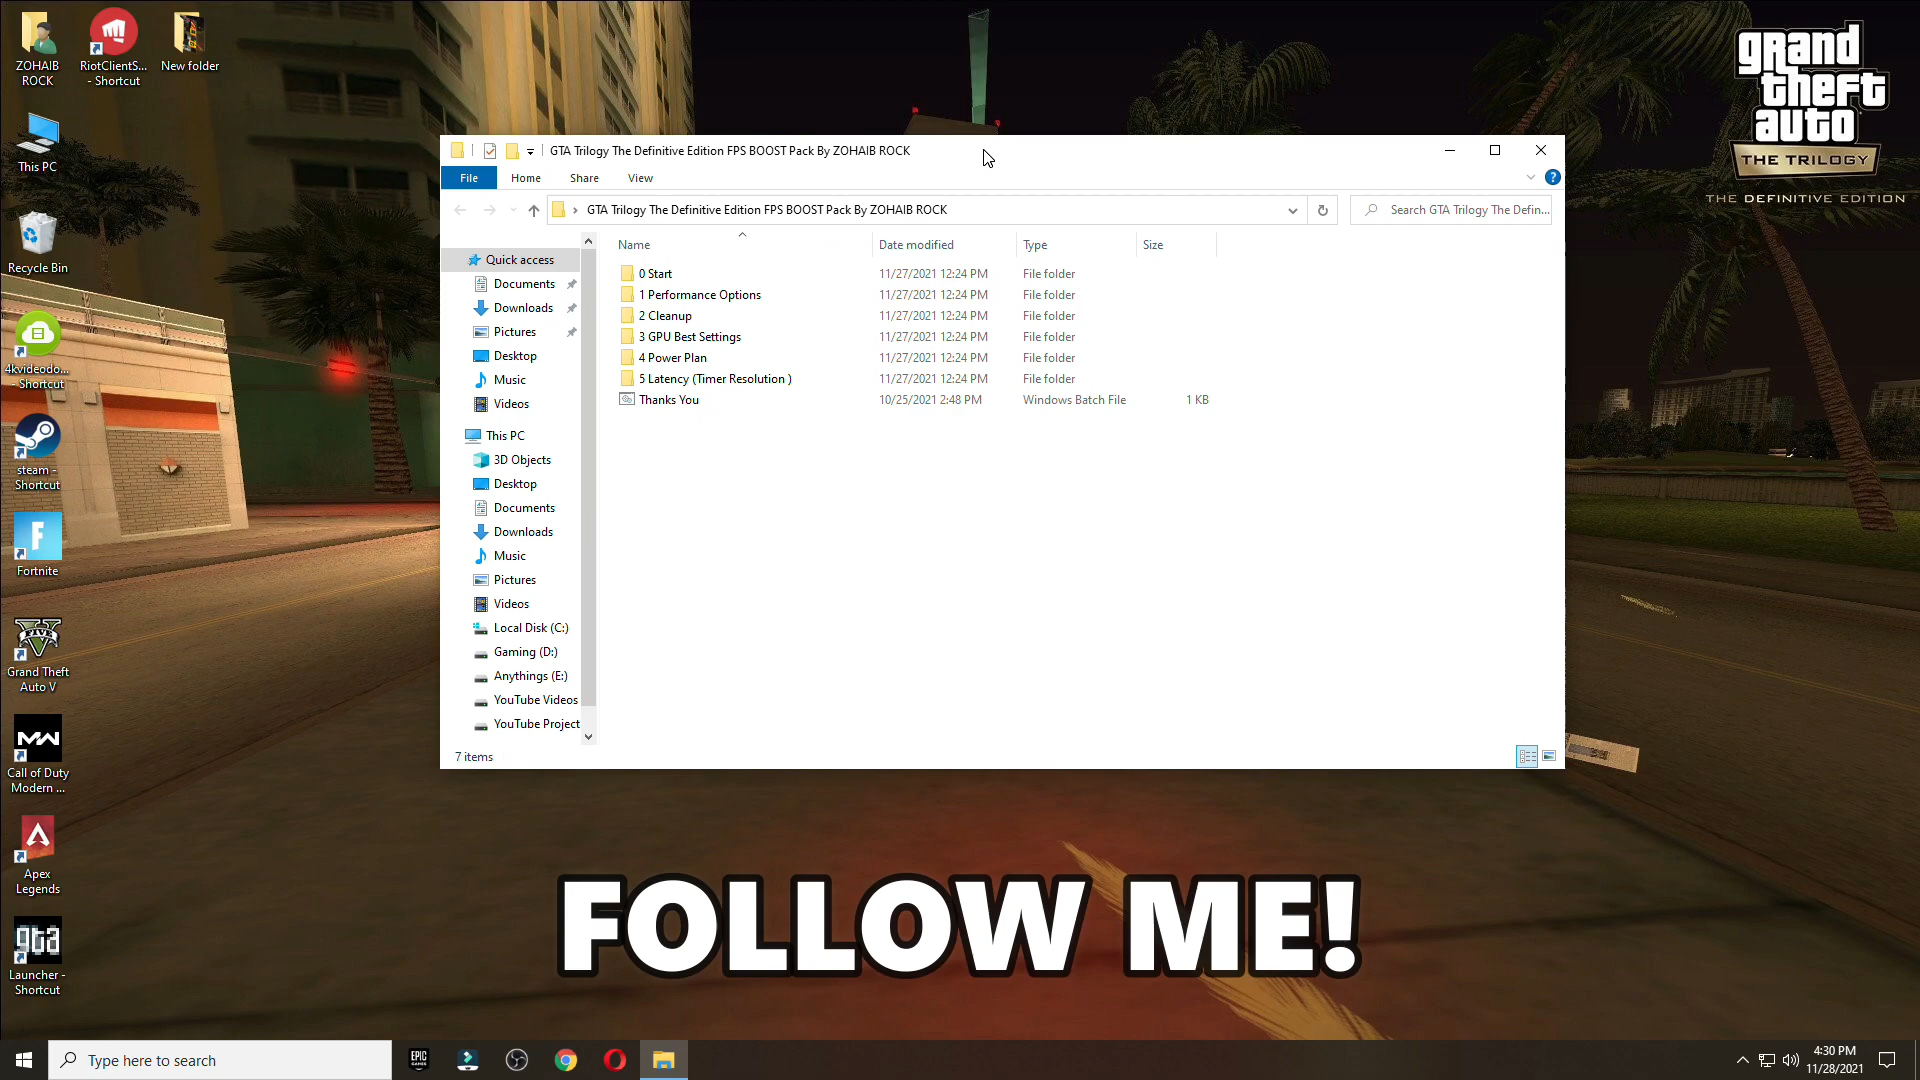 ZOHAIB
ROCK
RiotClientS...
- Shortcut
New folder
This PC
Recycle Bin
4kvideodo...
- Shortcut
steam -
Shortcut
Fortnite
Grand Theft
Auto V
Call of Duty
Modern ...
Apex
Legends
Launcher -
Shortcut
grand
theft
auto
THE TRILOGY
THE DEFINITIVE EDITION
GTA Trilogy The Definitive Edition FPS BOOST Pack By ZOHAIB ROCK
File
Home
Share
View
GTA Trilogy The Definitive Edition FPS BOOST Pack By ZOHAIB ROCK
Search GTA Trilogy The Defin...
Quick access
Documents
Downloads
Pictures
Desktop
Music
Videos
This PC
3D Objects
Desktop
Documents
Downloads
Music
Pictures
Videos
Local Disk (C:)
Gaming (D:)
Anythings (E:)
YouTube Videos
YouTube Project
Name Date modified Type Size
0 Start 11/27/2021 12:24 PM File folder
1 Performance Options 11/27/2021 12:24 PM File folder
2 Cleanup 11/27/2021 12:24 PM File folder
3 GPU Best Settings 11/27/2021 12:24 PM File folder
4 Power Plan 11/27/2021 12:24 PM File folder
5 Latency (Timer Resolution ) 11/27/2021 12:24 PM File folder
Thanks You 10/25/2021 2:48 PM Windows Batch File 1 KB
7 items
FOLLOW ME!
Type here to search
EPIC
GAMES
4:30 PM
11/28/2021